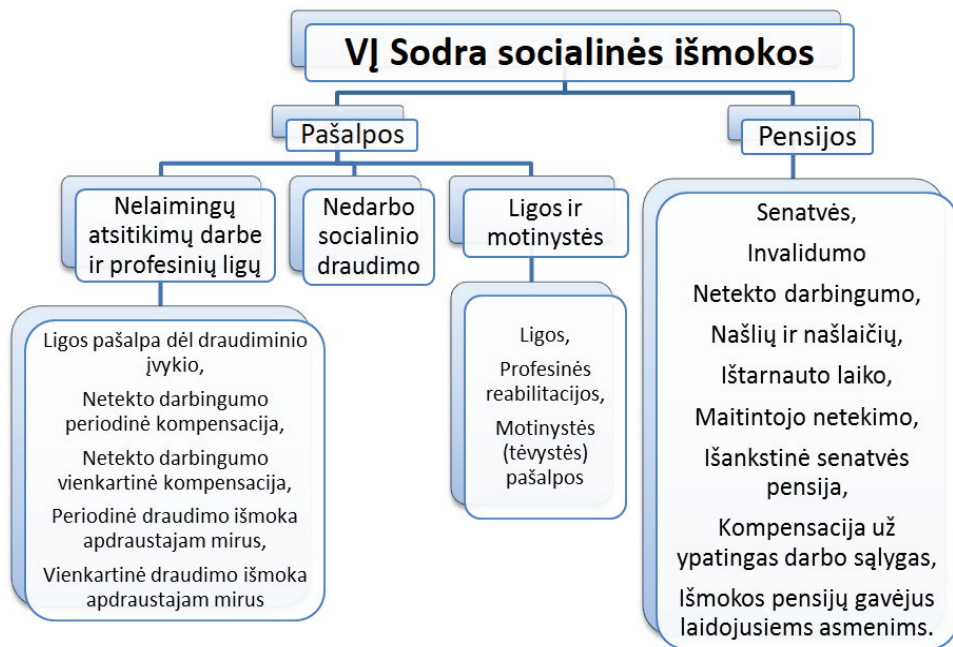 VĮ Sodra socialinės išmokos
Pašalpos
Pensijos
Nelaimingų
atsitikimų darbe
ir profesinių ligų
Nedarbo
socialinio
draudimo
Ligos ir
motinystės
Ligos pašalpa dėl draudiminio
įvykio,
Netekto darbingumo
periodinė kompensacija,
Netekto darbingumo
vienkartinė kompensacija,
Periodinė draudimo išmoka
apdraustajam mirus,
Vienkartinė draudimo išmoka
apdraustajam mirus
Ligos,
Profesinės
reabilitacijos,
Motinystės
(tėvystės)
pašalpos
Senatvės,
Invalidumo
Netekto darbingumo,
Našlių ir našlaičių,
Ištarnauto laiko,
Maitintojo netekimo,
Išankstinė senatvės
pensija,
Kompensacija už
ypatingas darbo sąlygas,
Išmokos pensijų gavėjus
laidojusiems asmenims.